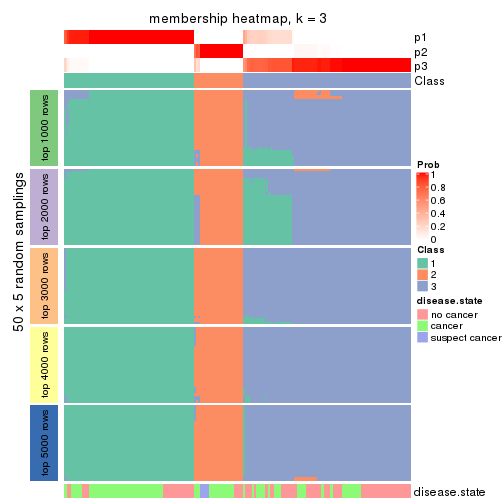 membership heatmap, k = 3
p1
p2
p3
Class
50 x 5 random samplings
top 1000 rows
top 2000 rows
top 3000 rows
top 4000 rows
top 5000 rows
Prob
1
0.8
0.6
0.4
0.2
0
Class
1
2
3
disease.state
no cancer
cancer
suspect cancer
disease.state